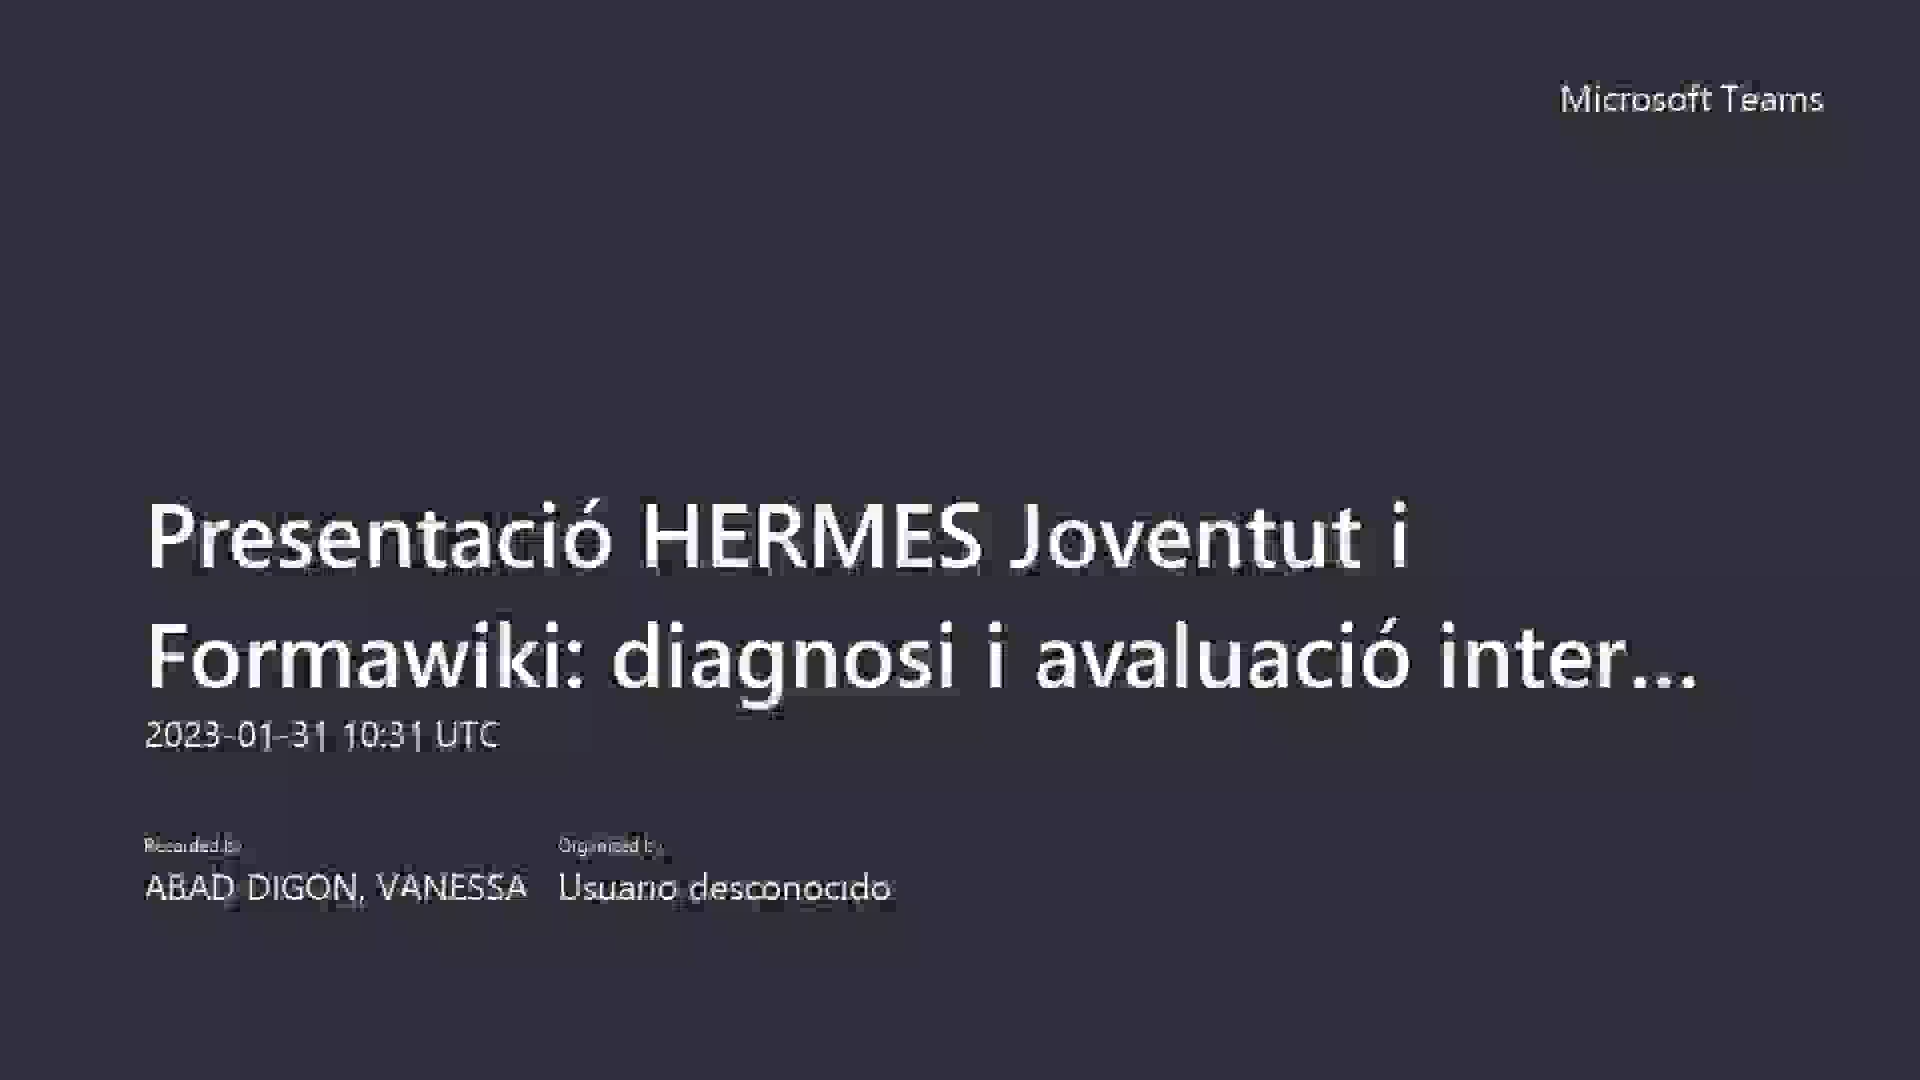 Microsoft Teams
Presentació HERMES Joventut i
Formawiki: diagnosi i avaluació inter...
2023-01-31 10:31 UTC
Recorded by
Organized by
ABAD DIGON, VANESSA
Usuario desconocido